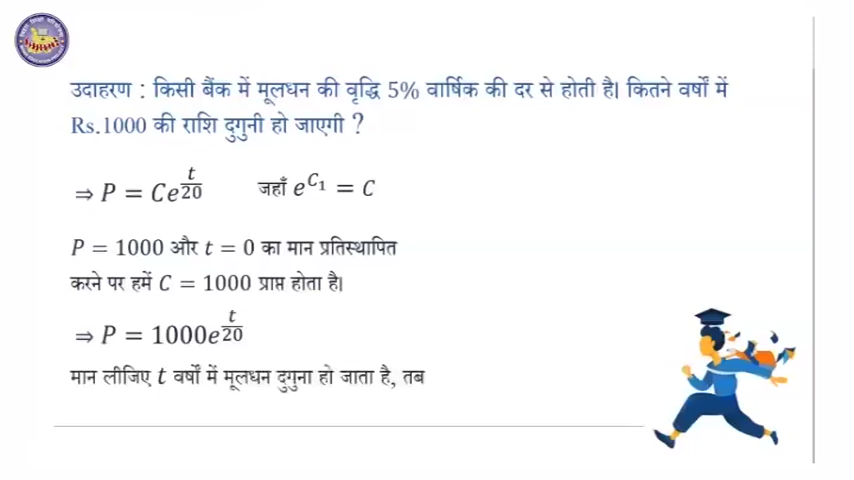 उदाहरण : किसी बैंक में मूलधन की वृद्धि 5% वार्षिक की दर से होती है। कितने वर्षों में
Rs.1000 की राशि दुगुनी हो जाएगी ?
⇒ P = Ce^{t/20} जहाँ e^{C₁} = C
P = 1000 और t = 0 का मान प्रतिस्थापित
करने पर हमें C = 1000 प्राप्त होता है।
⇒ P = 1000e^{t/20}
मान लीजिए t वर्षों में मूलधन दुगुना हो जाता है, तब